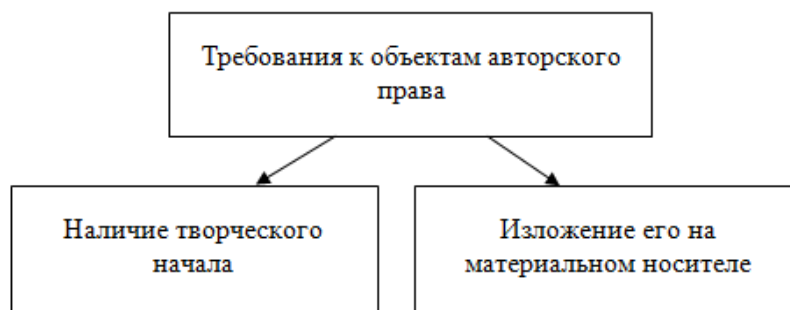 Требования к объектам авторского
права
Наличие творческого
начала
Изложение его на
материальном носителе